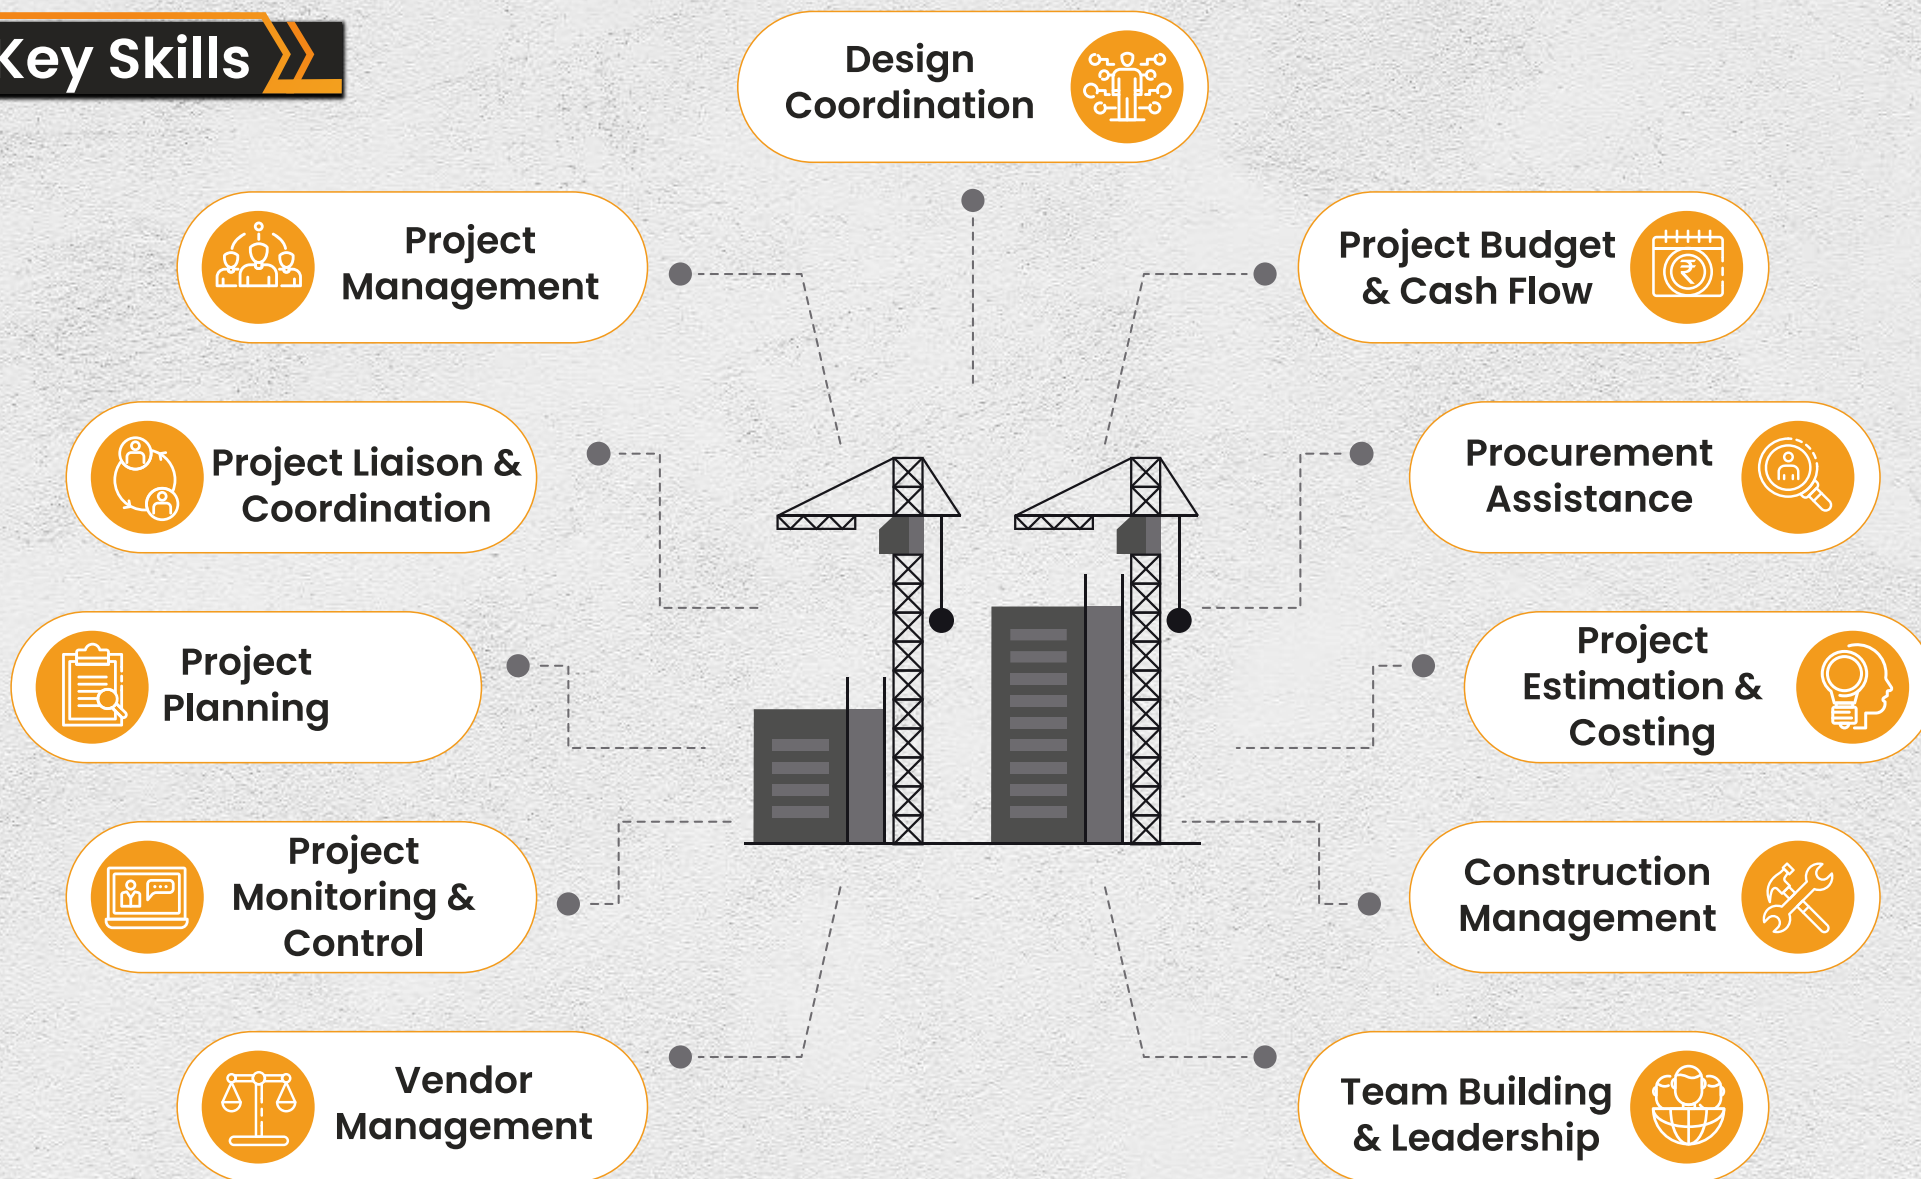 Key Skills
Design
Coordination
Project
Management
Project Budget
& Cash Flow
Project Liaison &
Coordination
Procurement
Assistance
Project
Planning
Project
Estimation &
Costing
Project
Monitoring &
Control
Construction
Management
Vendor
Management
Team Building
& Leadership